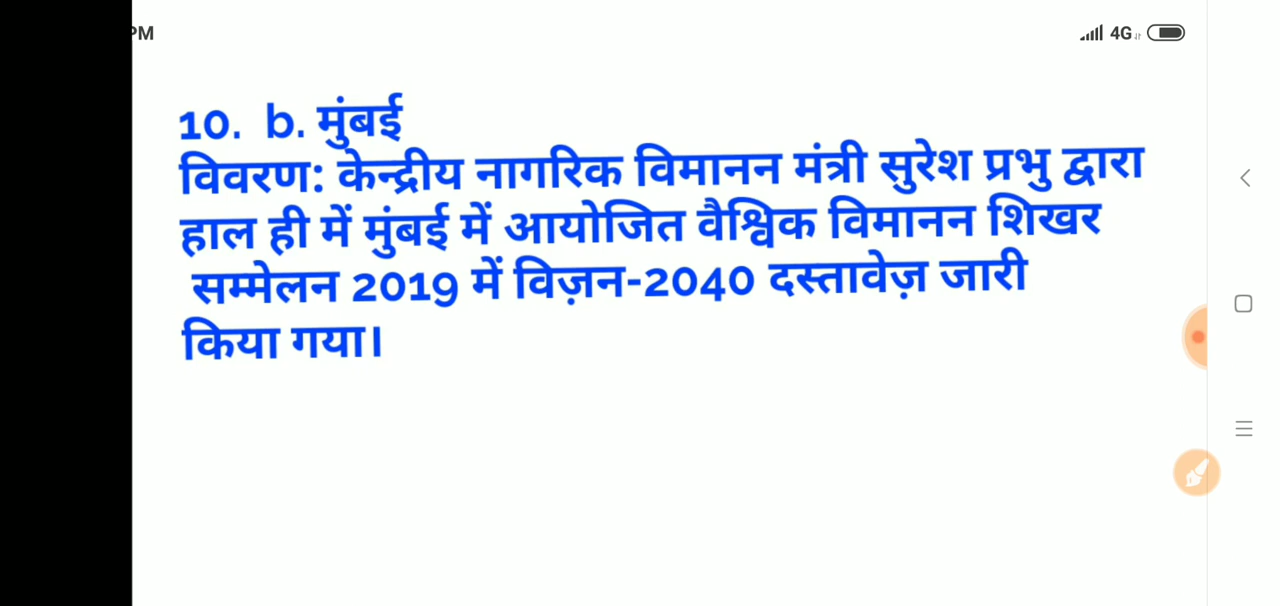 PM
4G
10. b. मुंबई
विवरण: केन्द्रीय नागरिक विमानन मंत्री सुरेश प्रभु द्वारा
हाल ही में मुंबई में आयोजित वैश्विक विमानन शिखर
सम्मेलन 2019 में विज़न-2040 दस्तावेज़ जारी
किया गया।